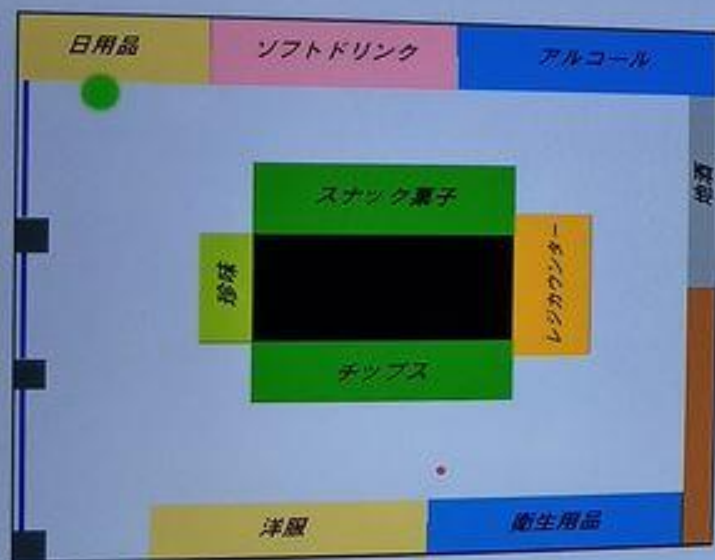 日用品
ソフトドリンク
アルコール
地酒
スナック菓子
珍味
レジカウンター
チップス
洋服
衛生用品